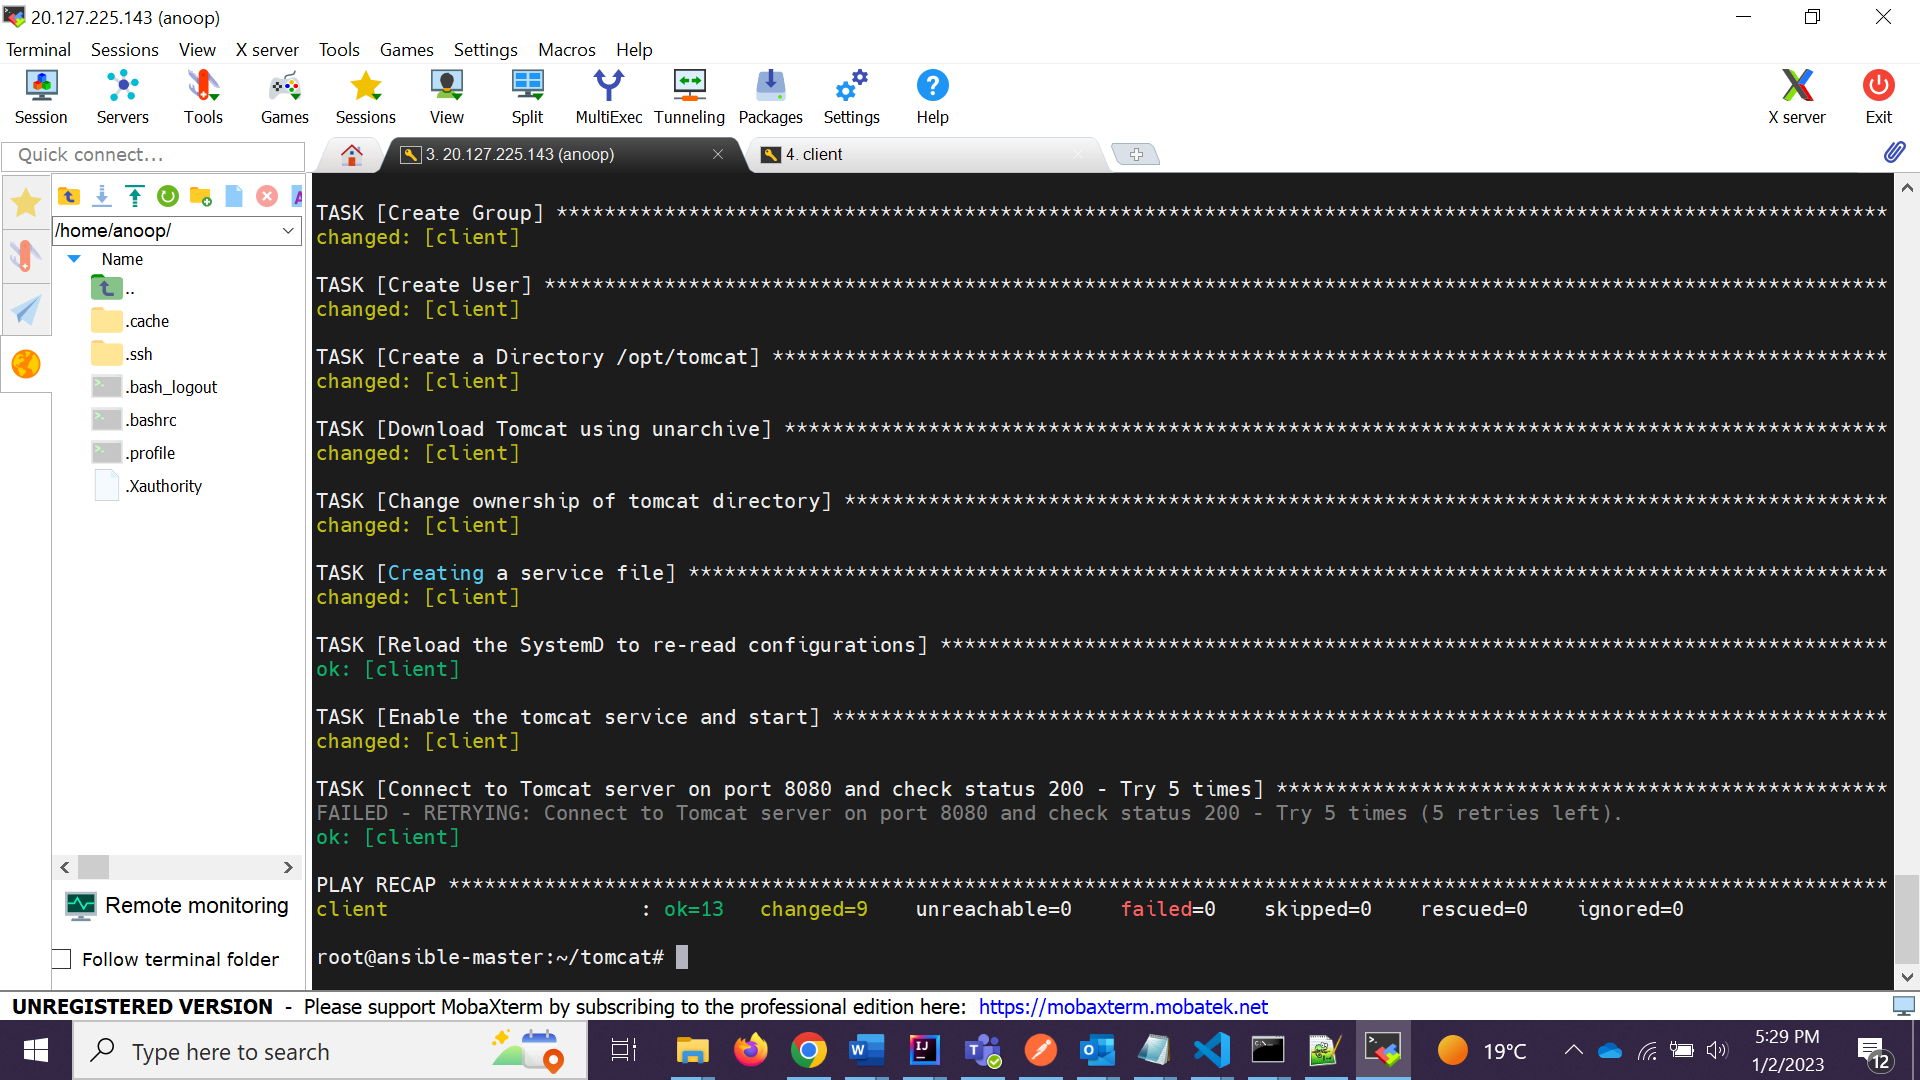 20.127.225.143 (anoop)
Terminal Sessions View X server Tools Games Settings Macros Help
Session Servers Tools Games Sessions View Split MultiExec Tunneling Packages Settings Help X server Exit
Quick connect...
3. 20.127.225.143 (anoop)
4. client
/home/anoop/
Name
..
.cache
.ssh
.bash_logout
.bashrc
.profile
.Xauthority
Remote monitoring
Follow terminal folder
TASK [Create Group] ***************************************************************************************************************
changed: [client]
TASK [Create User] ****************************************************************************************************************
changed: [client]
TASK [Create a Directory /opt/tomcat] *********************************************************************************************
changed: [client]
TASK [Download Tomcat using unarchive] ********************************************************************************************
changed: [client]
TASK [Change ownership of tomcat directory] ***************************************************************************************
changed: [client]
TASK [Creating a service file] ****************************************************************************************************
changed: [client]
TASK [Reload the SystemD to re-read configurations] *******************************************************************************
ok: [client]
TASK [Enable the tomcat service and start] ****************************************************************************************
changed: [client]
TASK [Connect to Tomcat server on port 8080 and check status 200 - Try 5 times] ***************************************************
FAILED - RETRYING: Connect to Tomcat server on port 8080 and check status 200 - Try 5 times (5 retries left).
ok: [client]
PLAY RECAP ************************************************************************************************************************
client : ok=13 changed=9 unreachable=0 failed=0 skipped=0 rescued=0 ignored=0
root@ansible-master:~/tomcat#
UNREGISTERED VERSION - Please support MobaXterm by subscribing to the professional edition here: https://mobaxterm.mobatek.net
Type here to search
19°C
5:29 PM
1/2/2023
12